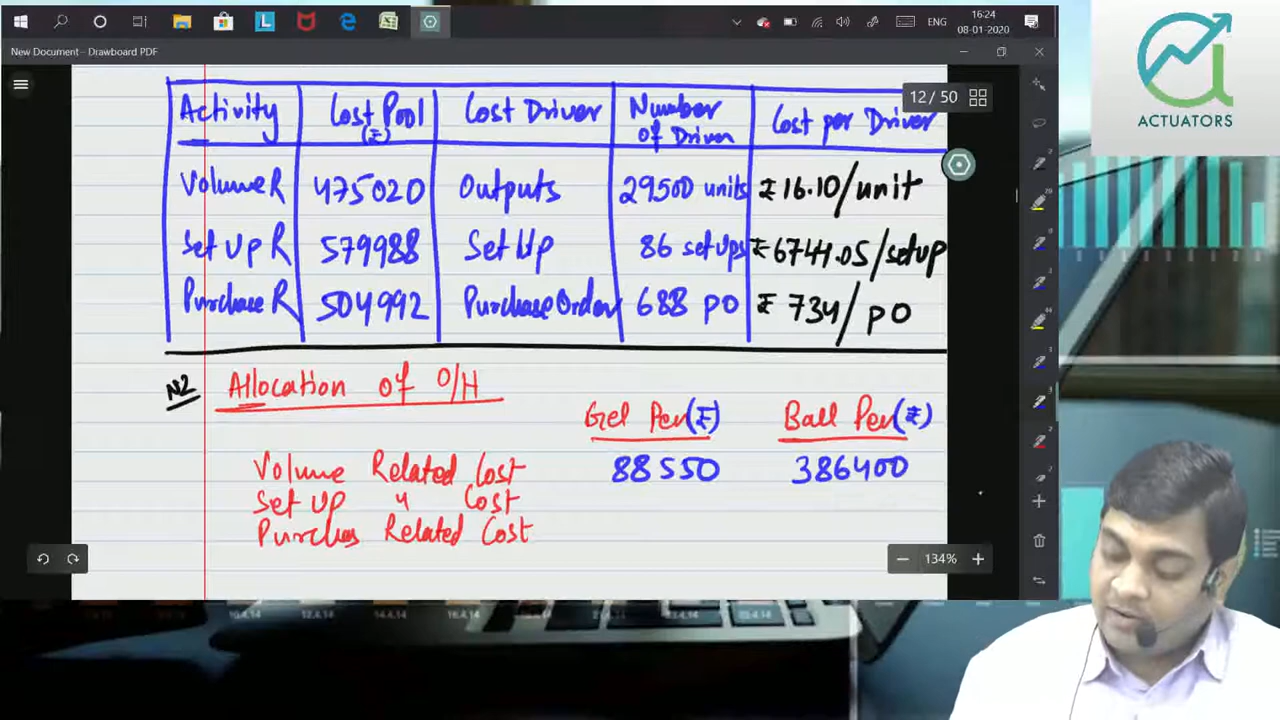 ENG
16:24
08-01-2020
New Document - Drawboard PDF
ACTUATORS
12 / 50
Activity Cost Pool (₹) Cost Driver Number of Driver Cost per Driver
Volume R 475020 Outputs 29500 units ₹16.10/unit
Set Up R 579988 Set Up 86 setups ₹6744.05/setup
Purchase R 504992 Purchase Order 688 PO ₹ 734/ PO
N2 Allocation of O/H
Gel Pen(₹) Ball Pen(₹)
Volume Related Cost 88550 386400
Set Up " Cost
Purchas Related Cost
134%